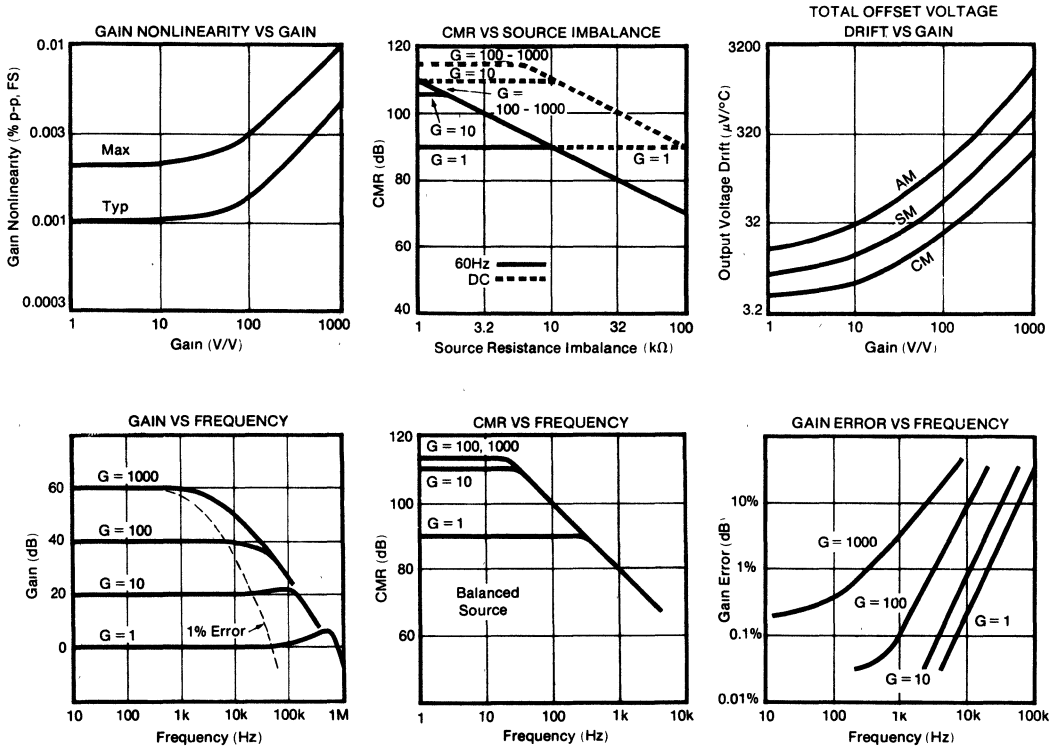 GAIN NONLINEARITY VS GAIN
Gain Nonlinearity (% p-p, FS)
0.01
0.003
0.001
0.0003
Max
Typ
1
10
100
1000
Gain (V/V)
CMR VS SOURCE IMBALANCE
CMR (dB)
120
100
80
60
40
G = 100 - 1000
G = 10
G =
100 - 1000
G = 10
G = 1
G = 1
60Hz
DC
1
3.2
10
32
100
Source Resistance Imbalance (kΩ)
TOTAL OFFSET VOLTAGE
DRIFT VS GAIN
Output Voltage Drift (μV/°C)
3200
320
32
3.2
AM
SM
CM
1
10
100
1000
Gain (V/V)
GAIN VS FREQUENCY
Gain (dB)
60
40
20
0
G = 1000
G = 100
G = 10
G = 1
1% Error
10
100
1k
10k
100k
1M
Frequency (Hz)
CMR VS FREQUENCY
CMR (dB)
120
100
80
60
G = 100, 1000
G = 10
G = 1
Balanced
Source
1
10
100
1k
10k
Frequency (Hz)
GAIN ERROR VS FREQUENCY
Gain Error (dB)
10%
1%
0.1%
0.01%
G = 1000
G = 100
G = 10
G = 1
10
100
1k
10k
100k
Frequency (Hz)